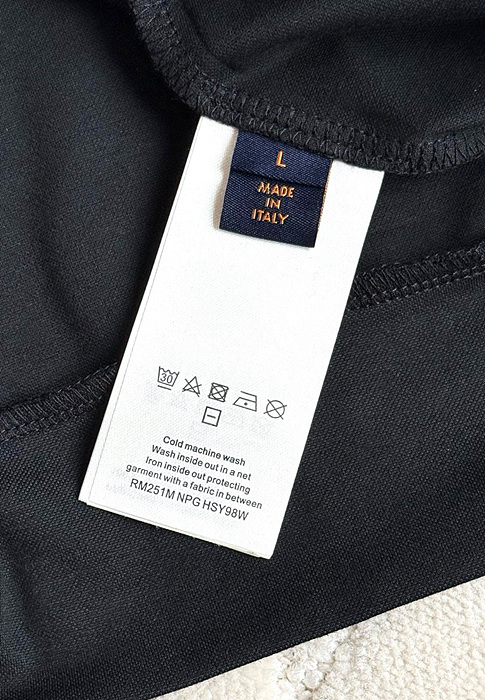 L
MADE
IN
ITALY
30
Cold machine wash
Wash inside out in a net
Iron inside out protecting
garment with a fabric in between
RM251M NPG HSY98W